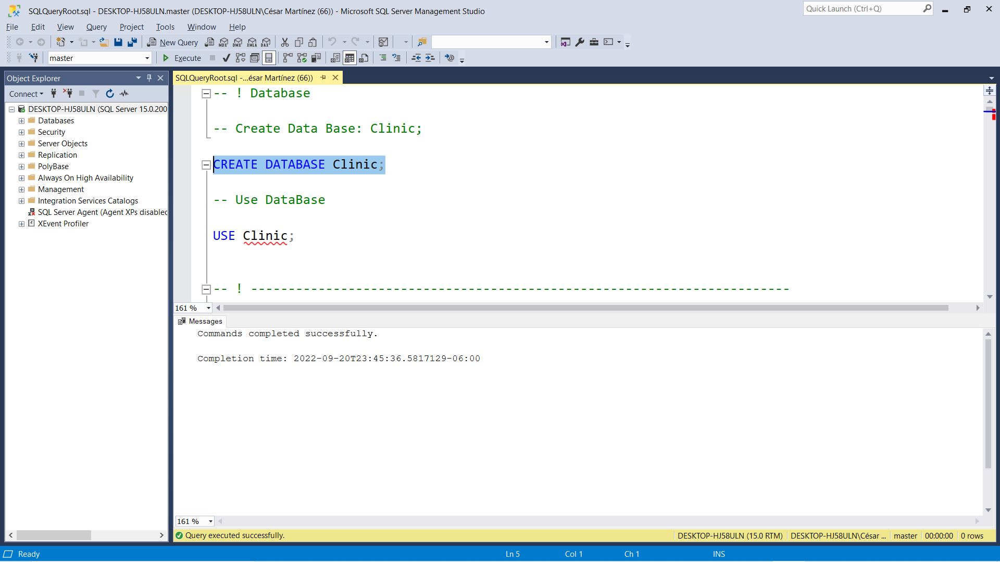 SQLQueryRoot.sql - DESKTOP-HJ58ULN.master (DESKTOP-HJ58ULN\César Martínez (66)) - Microsoft SQL Server Management Studio
Quick Launch (Ctrl+Q)
File Edit View Query Project Tools Window Help
New Query MDX DMX XMLA DAX
master Execute
Object Explorer
SQLQueryRoot.sql -...ésar Martínez (66))
Connect
DESKTOP-HJ58ULN (SQL Server 15.0.200
Databases
Security
Server Objects
Replication
PolyBase
Always On High Availability
Management
Integration Services Catalogs
SQL Server Agent (Agent XPs disabled
XEvent Profiler
-- ! Database
-- Create Data Base: Clinic;
CREATE DATABASE Clinic;
-- Use DataBase
USE Clinic;
-- ! ------------------------------------------------------------------------
161 %
Messages
Commands completed successfully.
Completion time: 2022-09-20T23:45:36.5817129-06:00
161 %
Query executed successfully.
DESKTOP-HJ58ULN (15.0 RTM) DESKTOP-HJ58ULN\César ... master 00:00:00 0 rows
Ready Ln 5 Col 1 Ch 1 INS